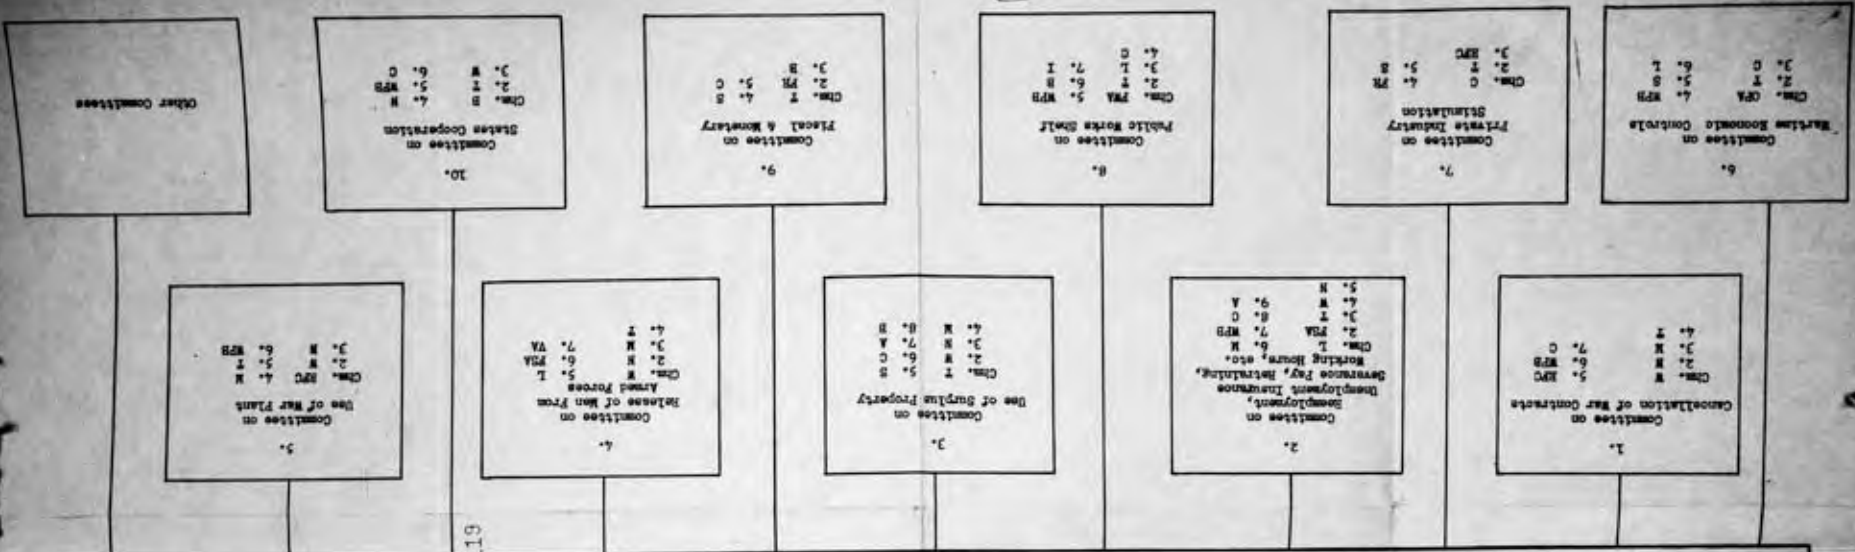 19
1.
Committee on
Cancellation of War Contracts
Chm. W 5. RFC
2. N 6. WPB
3. M 7. C
4. T
2.
Committee on
Reemployment,
Unemployment Insurance
Severance Pay, Retraining,
Working Hours, etc.
Chm. L 6. M
2. FSA 7. WPB
3. T 8. C
4. W 9. A
5. N
3.
Committee on
Use of Surplus Property
Chm. T 5. S
2. W 6. C
3. N 7. A
4. M 8. B
4.
Committee on
Release of Men From
Armed Forces
Chm. W 5. L
2. N 6. FSA
3. M 7. VA
4. T
5.
Committee on
Use of War Plant
Chm. RFC 4. M
2. W 5. T
3. N 6. WPB
6.
Committee on
Wartime Economic Controls
Chm. OPA 4. WPB
2. T 5. S
3. C 6. L
7.
Committee on
Private Industry
Stimulation
Chm. C 4. FR
2. T 5. S
3. RFC
8.
Committee on
Public Works Shelf
Chm. FWA 5. WPB
2. T 6. B
3. L 7. I
4. C
9.
Committee on
Fiscal & Monetary
Chm. T 4. S
2. FR 5. C
3. B
10.
Committee on
States Cooperation
Chm. B 4. N
2. T 5. WPB
3. W 6. C
Other Committees